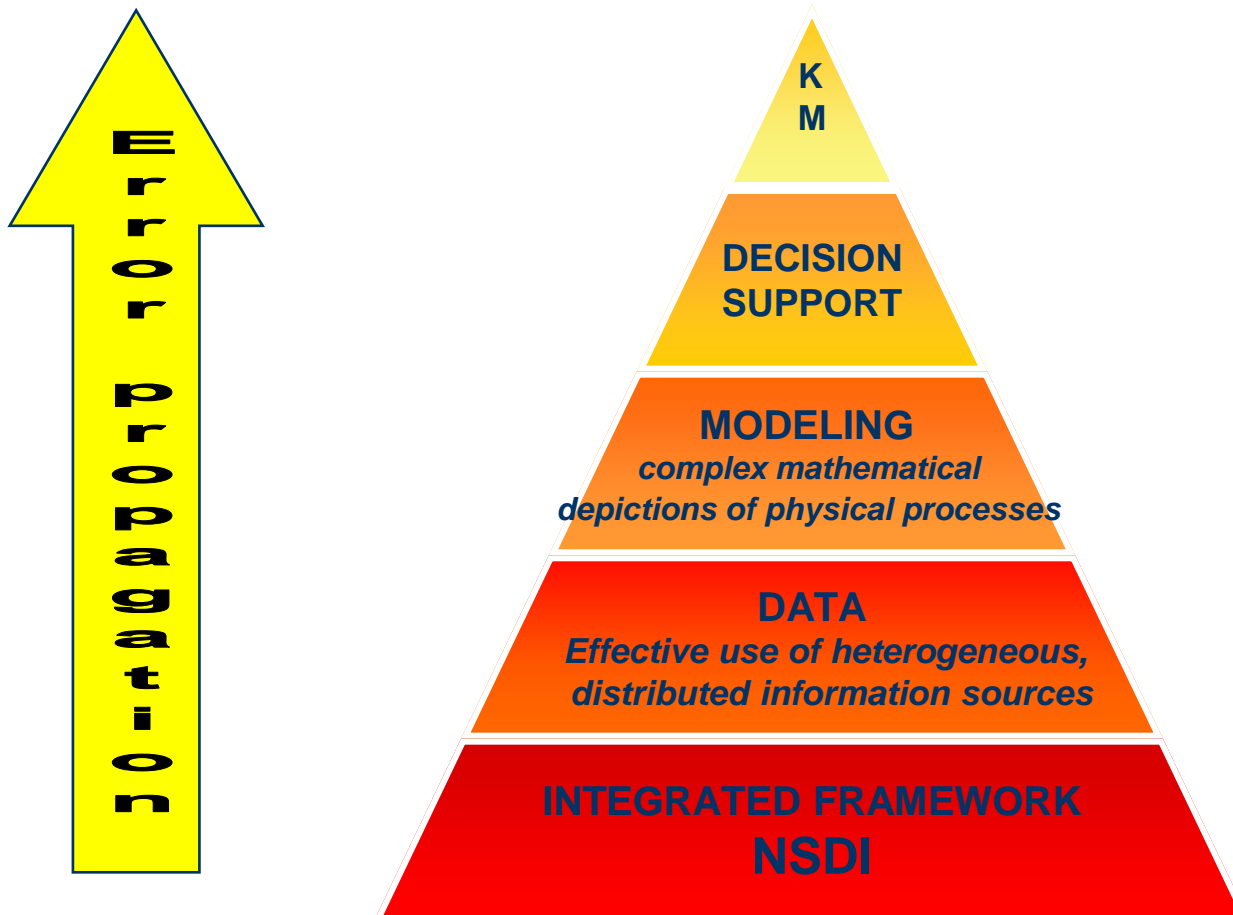 Error propagation
K
M
DECISION
SUPPORT
MODELING
complex mathematical
depictions of physical processes
DATA
Effective use of heterogeneous,
distributed information sources
INTEGRATED FRAMEWORK
NSDI